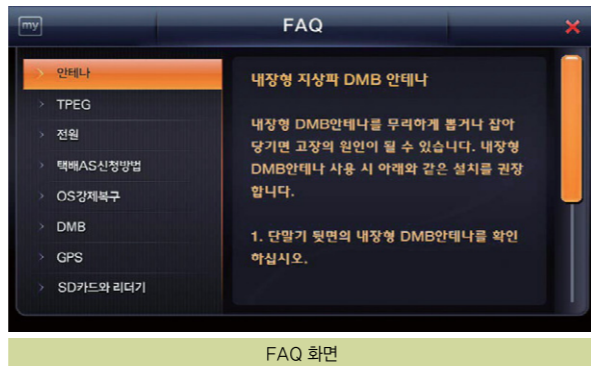 my
FAQ
안테나
TPEG
전원
택배AS신청방법
OS강제복구
DMB
GPS
SD카드와 리더기
내장형 지상파 DMB 안테나
내장형 DMB안테나를 무리하게 뽑거나 잡아
당기면 고장의 원인이 될 수 있습니다. 내장형
DMB안테나 사용 시 아래와 같은 설치를 권장
합니다.
1. 단말기 뒷면의 내장형 DMB안테나를 확인
하십시오.
FAQ 화면